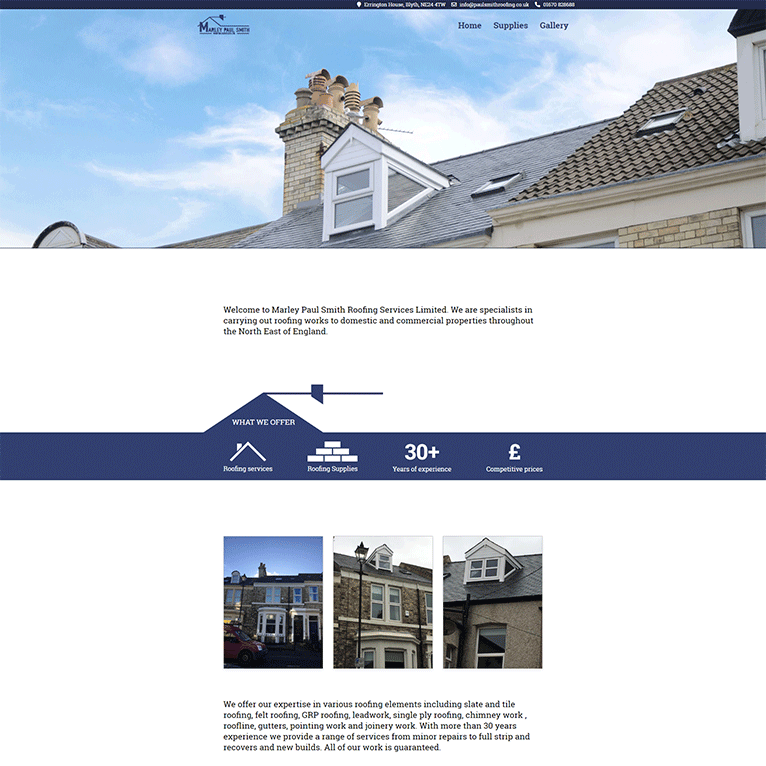 Errington House, Blyth, NE24 4TW info@paulsmithroofing.co.uk 01670 828688
MARLEY PAUL SMITH
Home Supplies Gallery
Welcome to Marley Paul Smith Roofing Services Limited. We are specialists in
carrying out roofing works to domestic and commercial properties throughout
the North East of England.
WHAT WE OFFER
30+ £
Roofing services Roofing Supplies Years of experience Competitive prices
We offer our expertise in various roofing elements including slate and tile
roofing, felt roofing, GRP roofing, leadwork, single ply roofing, chimney work ,
roofline, gutters, pointing work and joinery work. With more than 30 years
experience we provide a range of services from minor repairs to full strip and
recovers and new builds. All of our work is guaranteed.